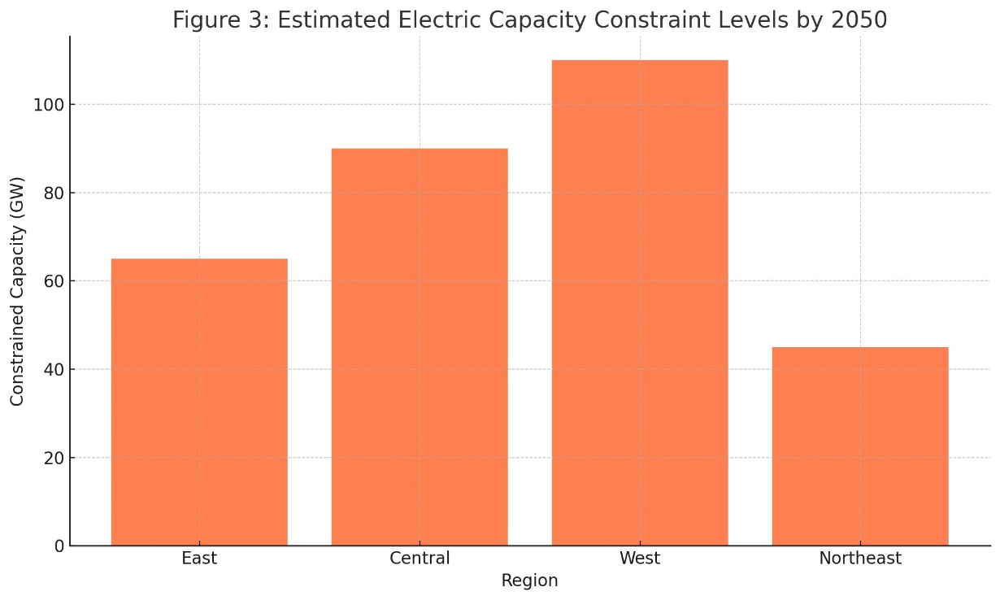 Figure 3: Estimated Electric Capacity Constraint Levels by 2050
Constrained Capacity (GW)
100
80
60
40
20
0
East Central West Northeast
Region